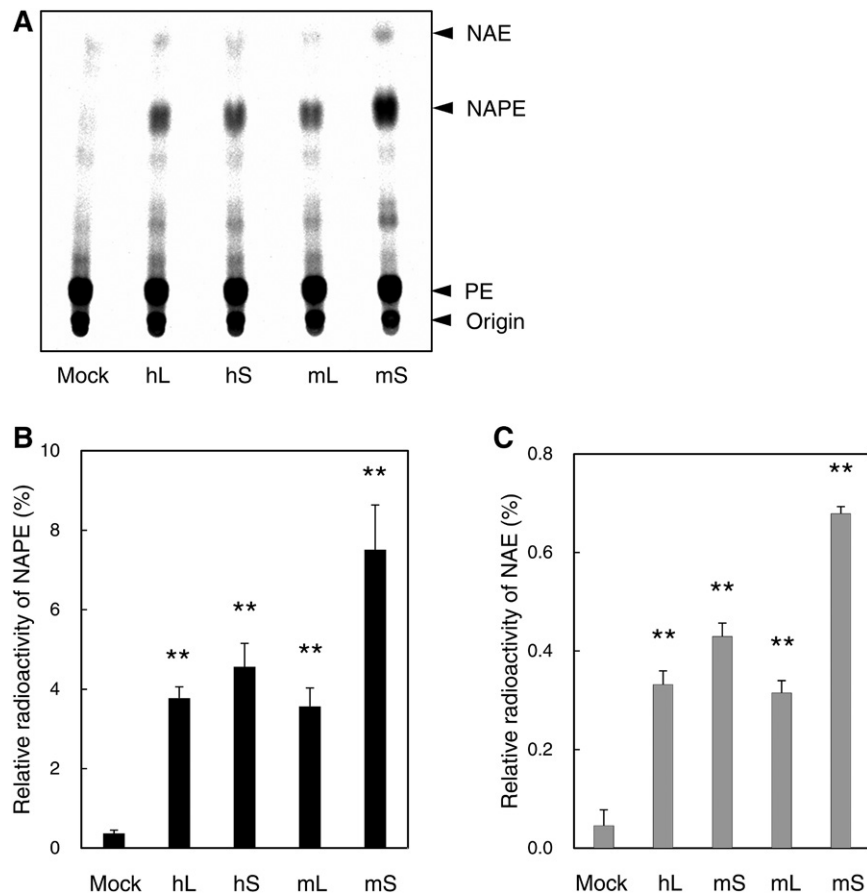 A
NAE
NAPE
PE
Origin
Mock hL hS mL mS
B
Relative radioactivity of NAPE (%)
10
8
6
4
2
0
**
**
**
**
Mock hL hS mL mS
C
Relative radioactivity of NAE (%)
0.8
0.6
0.4
0.2
0.0
**
**
**
**
Mock hL mS mL mS